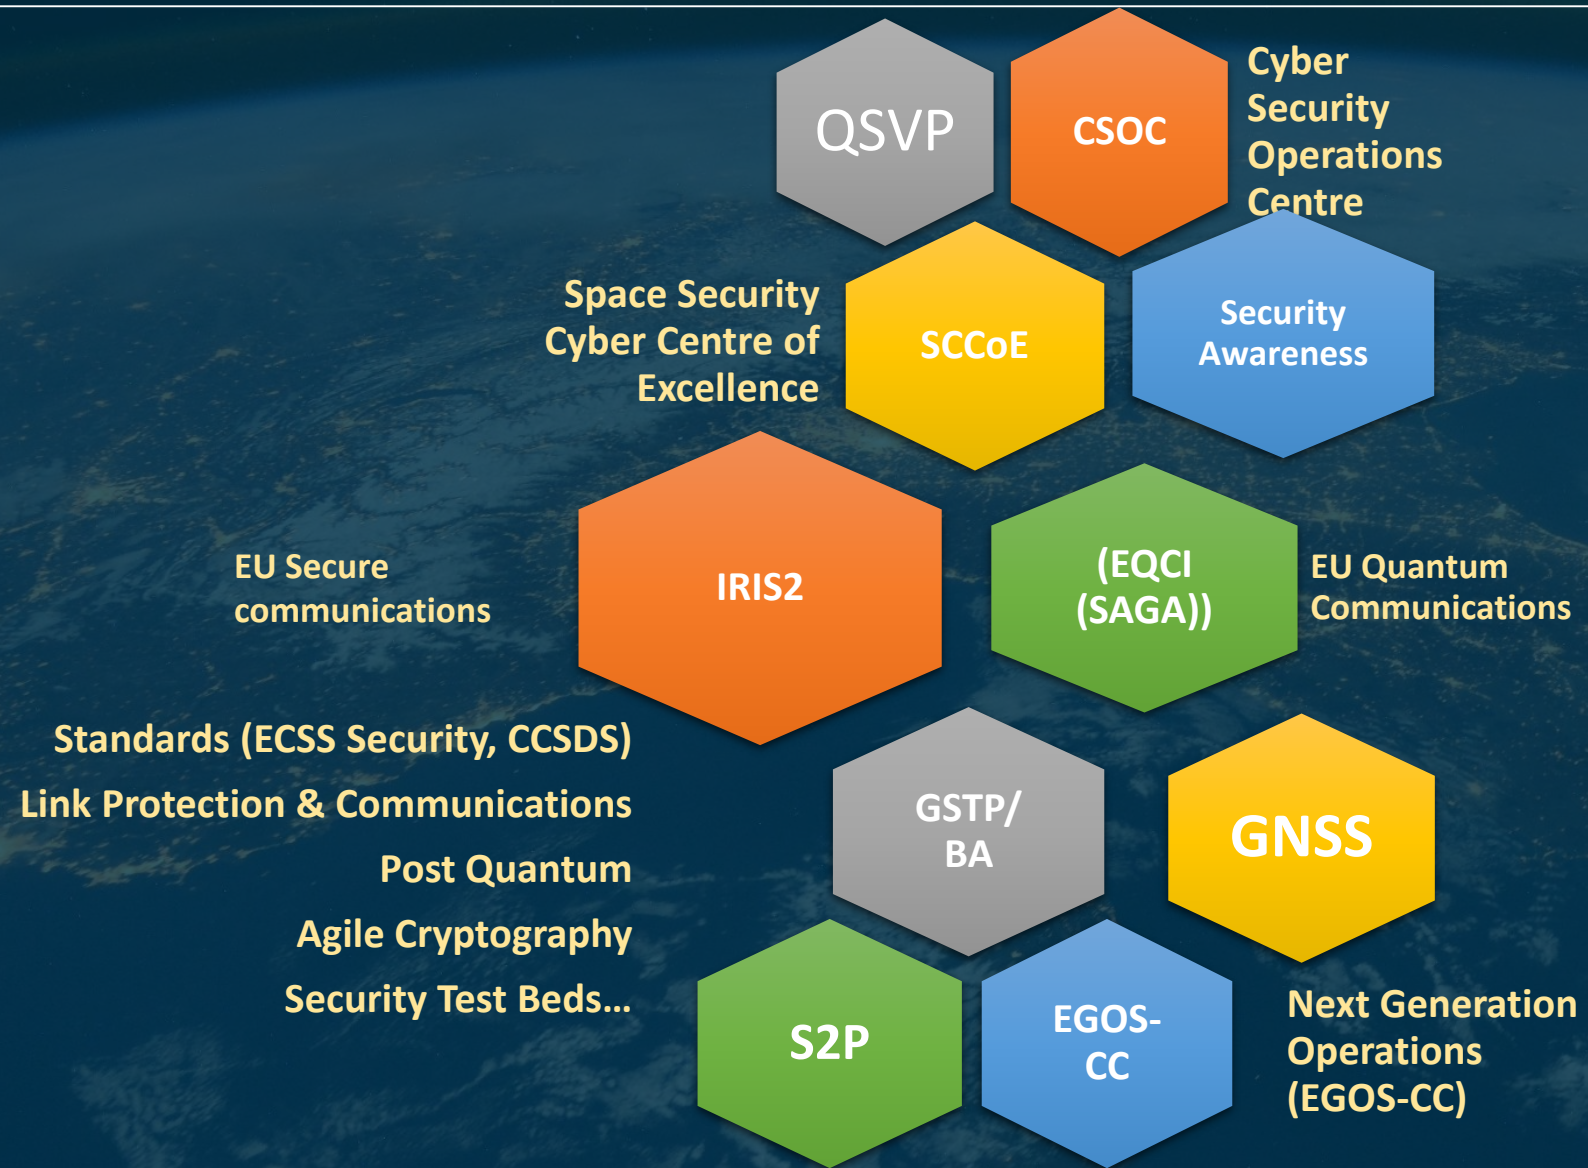 QSVP
CSOC
Cyber
Security
Operations
Centre
Space Security
Cyber Centre of
Excellence
SCCoE
Security
Awareness
EU Secure
communications
IRIS2
(EQCI
(SAGA))
EU Quantum
Communications
Standards (ECSS Security, CCSDS)
Link Protection & Communications
Post Quantum
Agile Cryptography
Security Test Beds...
GSTP/
BA
GNSS
S2P
EGOS-
CC
Next Generation
Operations
(EGOS-CC)